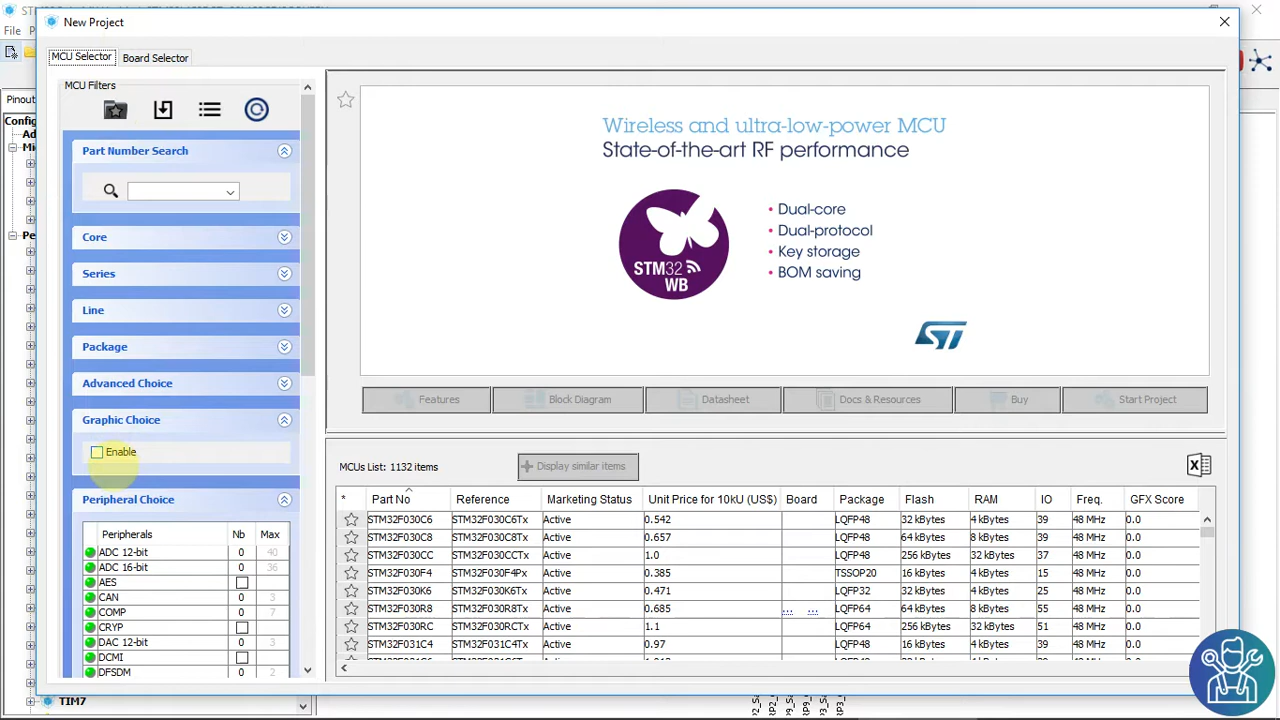 New Project
File
MCU Selector
Board Selector
Pinout
MCU Filters
Part Number Search
Core
Series
Line
Package
Advanced Choice
Graphic Choice
Enable
Peripheral Choice
Peripherals Nb Max
ADC 12-bit 0 40
ADC 16-bit 0 36
AES
CAN 0 3
COMP 0 7
CRYP
DAC 12-bit 0 3
DCMI
DFSDM 0 2
TIM7
Wireless and ultra-low-power MCU
State-of-the-art RF performance
STM32
WB
• Dual-core
• Dual-protocol
• Key storage
• BOM saving
ST
Features
Block Diagram
Datasheet
Docs & Resources
Buy
Start Project
MCUs List: 1132 items
Display similar items
* Part No Reference Marketing Status Unit Price for 10kU (US$) Board Package Flash RAM IO Freq. GFX Score
STM32F030C6 STM32F030C6Tx Active 0.542 LQFP48 32 kBytes 4 kBytes 39 48 MHz 0.0
STM32F030C8 STM32F030C8Tx Active 0.657 LQFP48 64 kBytes 8 kBytes 39 48 MHz 0.0
STM32F030CC STM32F030CCTx Active 1.0 LQFP48 256 kBytes 32 kBytes 37 48 MHz 0.0
STM32F030F4 STM32F030F4Px Active 0.385 TSSOP20 16 kBytes 4 kBytes 15 48 MHz 0.0
STM32F030K6 STM32F030K6Tx Active 0.471 LQFP32 32 kBytes 4 kBytes 25 48 MHz 0.0
STM32F030R8 STM32F030R8Tx Active 0.685 ... ... LQFP64 64 kBytes 8 kBytes 55 48 MHz 0.0
STM32F030RC STM32F030RCTx Active 1.1 LQFP64 256 kBytes 32 kBytes 51 48 MHz 0.0
STM32F031C4 STM32F031C4Tx Active 0.97 LQFP48 16 kBytes 4 kBytes 39 48 MHz 0.0